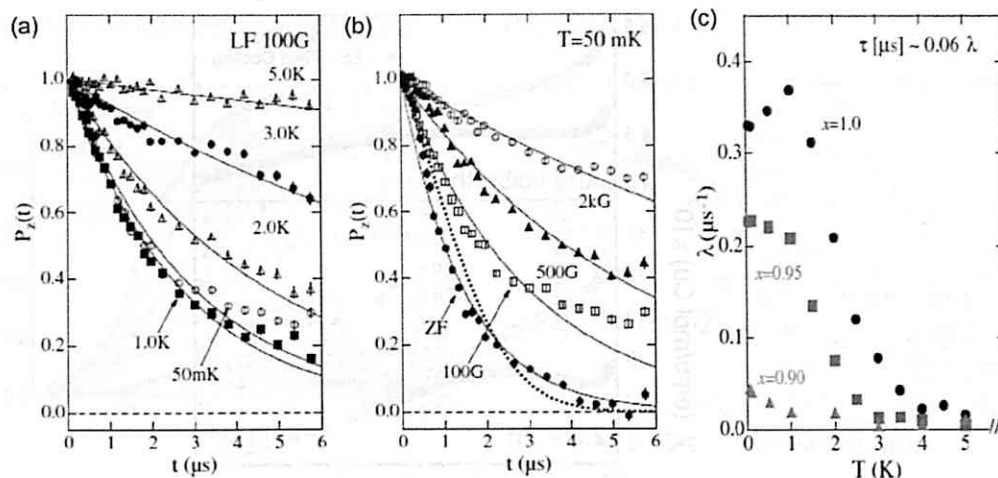 (a)
LF 100G
5.0K
3.0K
2.0K
1.0K
50mK
P_z(t)
1.0
0.8
0.6
0.4
0.2
0.0
0 1 2 3 4 5 6
t (μs)
(b)
T=50 mK
2kG
500G
ZF
100G
P_z(t)
1.0
0.8
0.6
0.4
0.2
0.0
0 1 2 3 4 5 6
t (μs)
(c)
τ [μs] ~ 0.06 λ
x=1.0
x=0.95
x=0.90
λ (μs⁻¹)
0.4
0.3
0.2
0.1
0.0
0 1 2 3 4 5
T (K)